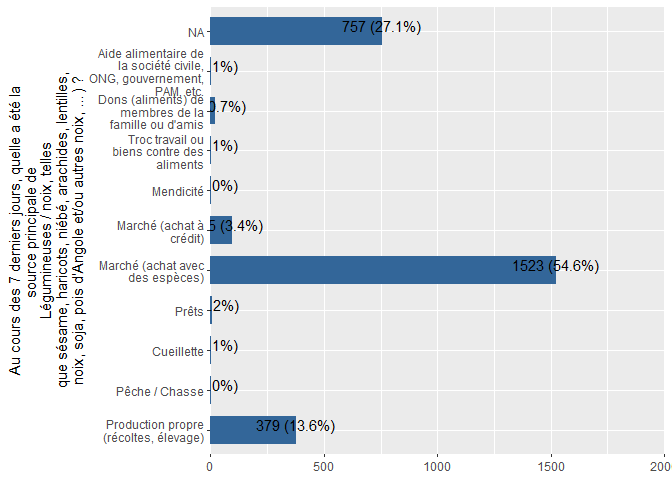 Au cours des 7 derniers jours, quelle a été la
source principale de
Légumineuses / noix, telles
que sésame, haricots, niébé, arachides, lentilles,
noix, soja, pois d'Angole et/ou autres noix, …) ?
NA
757 (27.1%)
Aide alimentaire de
la société civile,
ONG, gouvernement,
PAM, etc.
1%)
Dons (aliments) de
membres de la
famille ou d'amis
0.7%)
Troc travail ou
biens contre des
aliments
1%)
Mendicité
0%)
Marché (achat à
crédit)
5 (3.4%)
Marché (achat avec
des espèces)
1523 (54.6%)
Prêts
2%)
Cueillette
1%)
Pêche / Chasse
0%)
Production propre
(récoltes, élevage)
379 (13.6%)
0 500 1000 1500 200